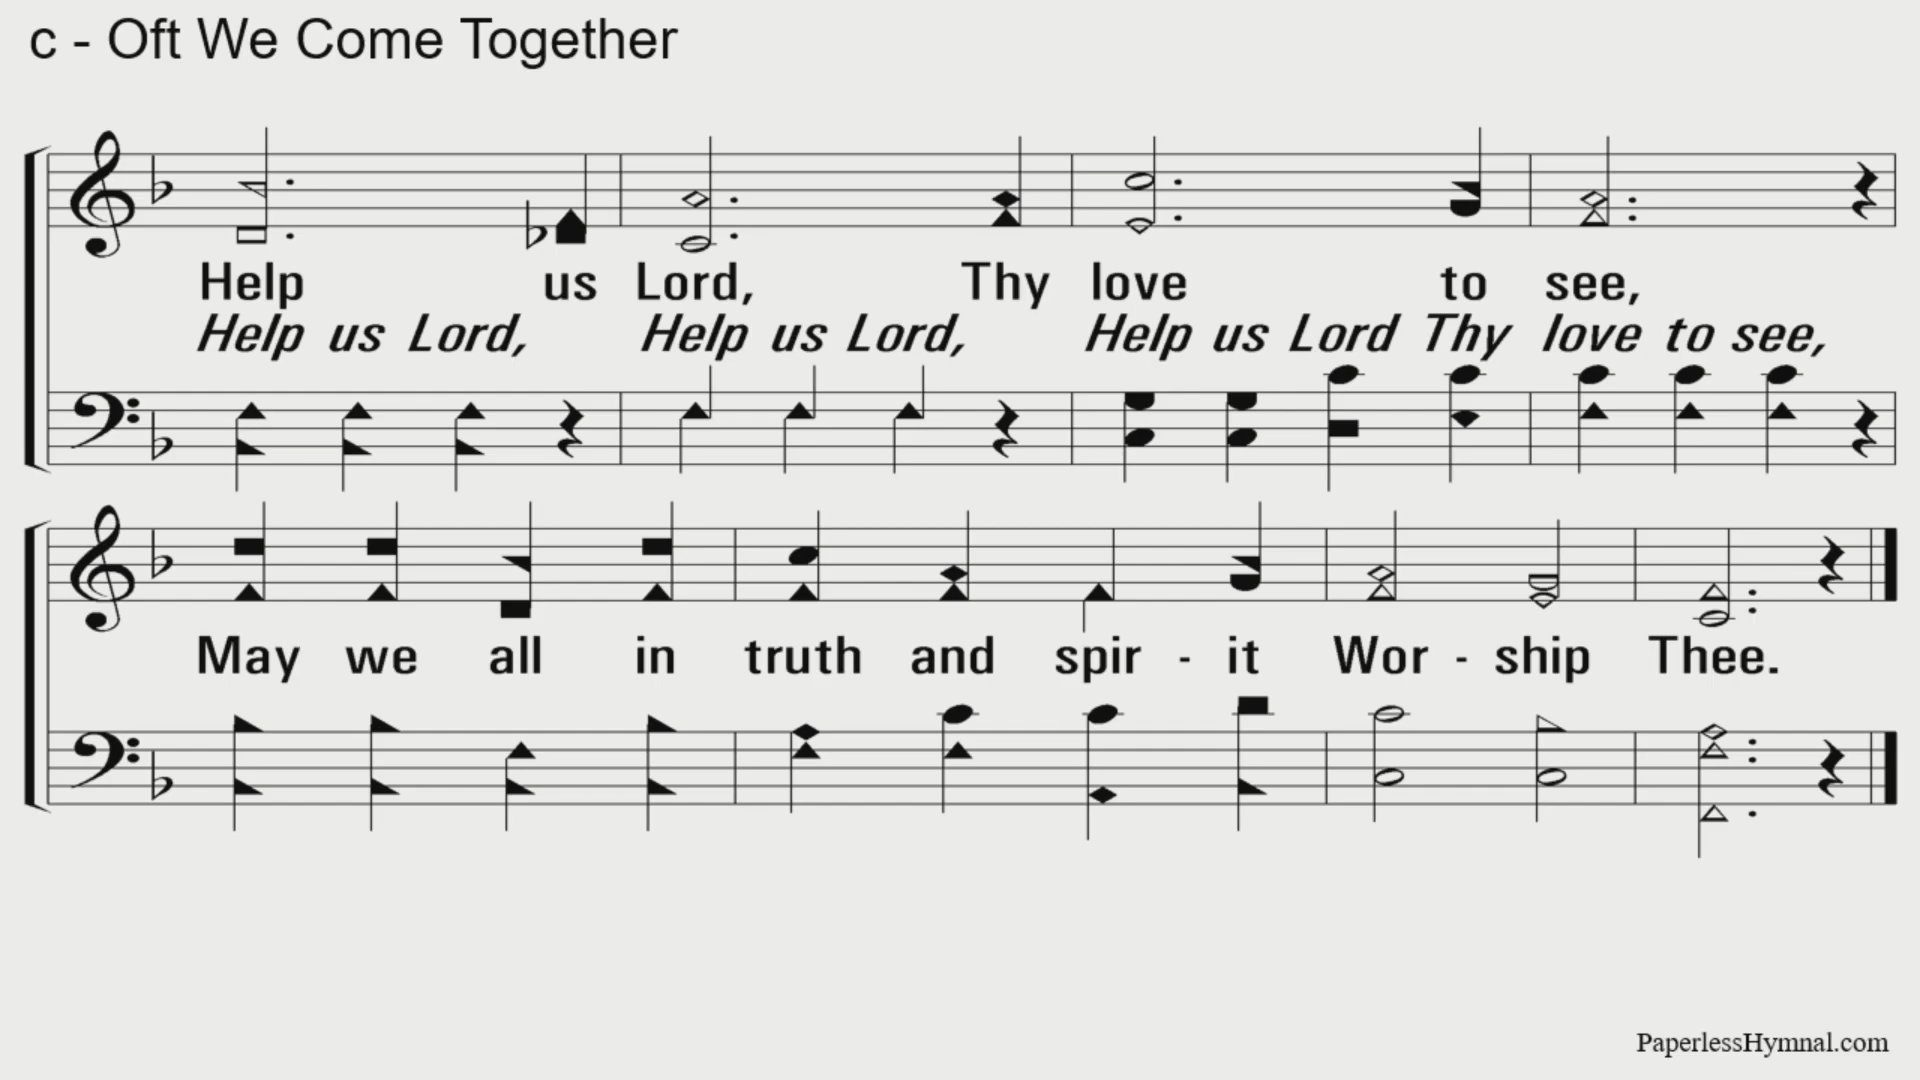 c - Oft We Come Together
Help us Lord, Thy love to see,
Help us Lord, Help us Lord, Help us Lord Thy love to see,
May we all in truth and spir - it Wor - ship Thee.
PaperlessHymnal.com